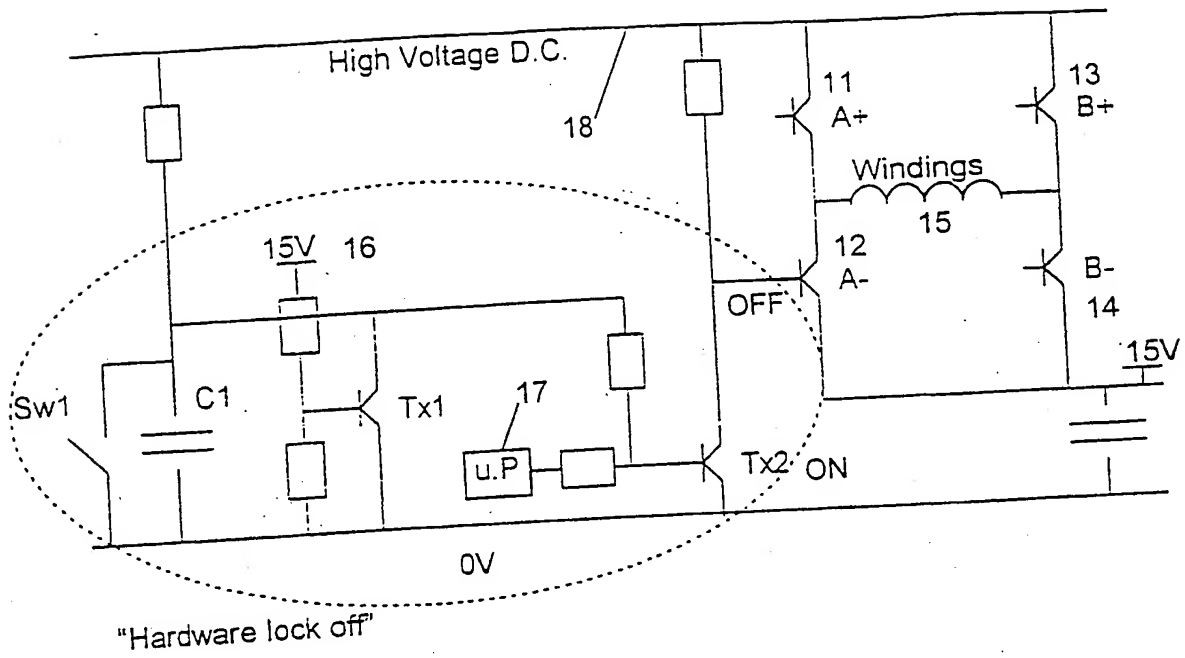 High Voltage D.C.
18
11
A+
13
B+
Windings
15
15V
16
12
A-
OFF
B-
14
15V
Sw1
C1
Tx1
17
u.P
Tx2
ON
0V
"Hardware lock off"